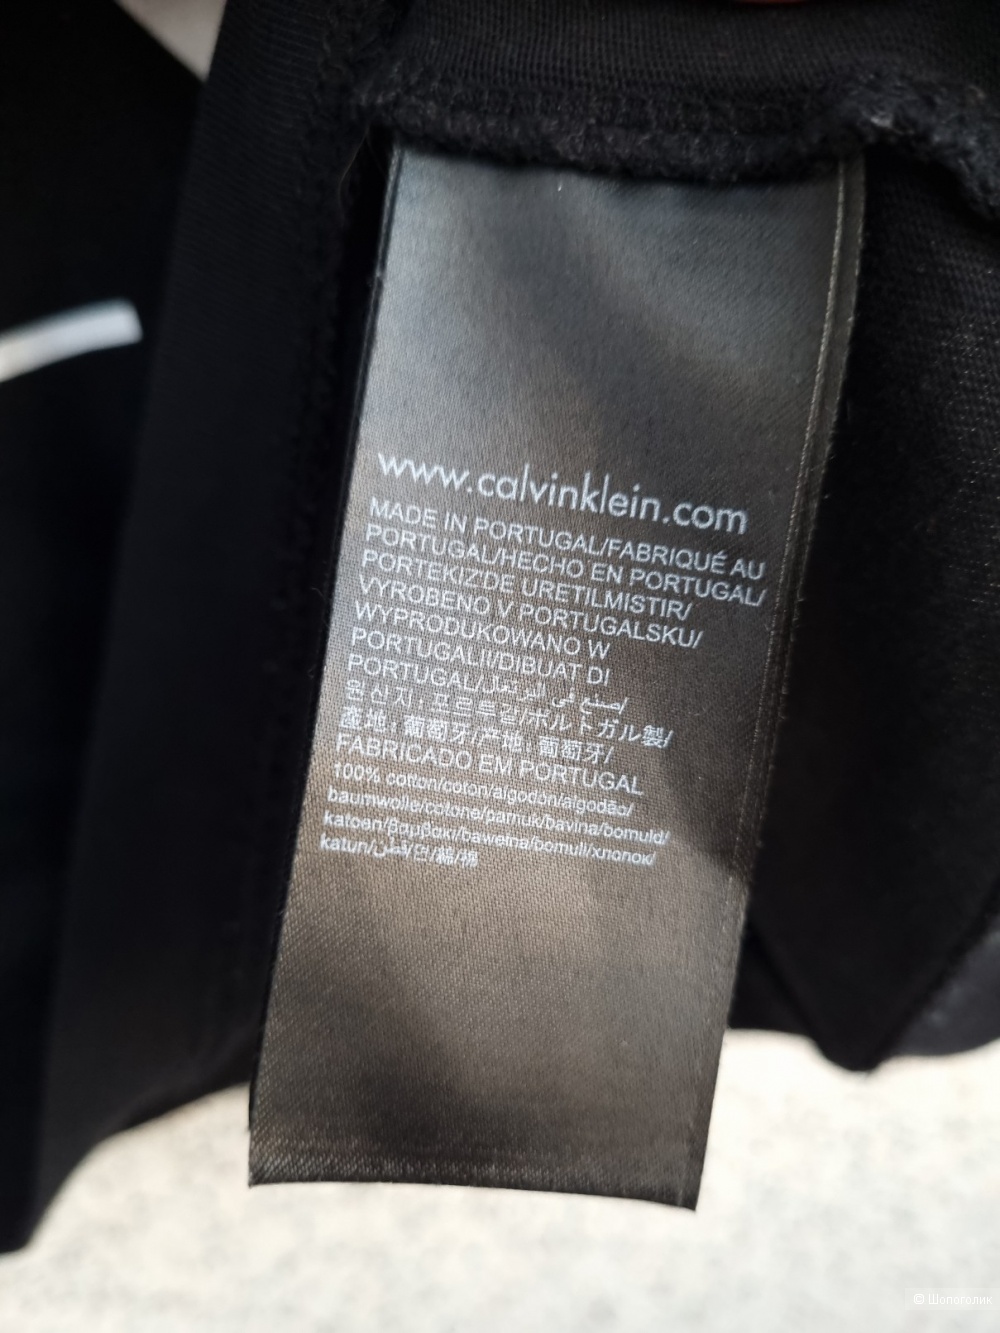 www.calvinklein.com
MADE IN PORTUGAL/FABRIQUÉ AU
PORTUGAL/HECHO EN PORTUGAL/
PORTEKIZDE URETILMISTIR/
VYROBENO V PORTUGALSKU/
WYPRODUKOWANO W
PORTUGALII/DIBUAT DI
PORTUGAL/صنع في البرتغال/
원산지: 포르투갈/ポルトガル製/
產地: 葡萄牙/产地: 葡萄牙/
FABRICADO EM PORTUGAL
100% cotton/coton/algodón/algodão/
baumwolle/cotone/pamuk/bavlna/bomuld/
katoen/βαμβακι/bawełna/bomull/хлопок/
katun/قطن/면/綿/棉
© Шопоголик